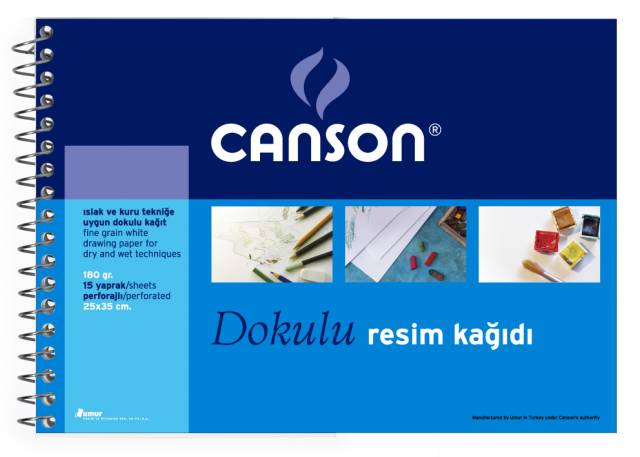 CANSON®
ıslak ve kuru tekniğe
uygun dokulu kağıt
fine grain white
drawing paper for
dry and wet techniques
180 gr.
15 yaprak/sheets
perforajlı/perforated
25x35 cm.
Dokulu resim kağıdı
umur
Manufactured by Umur in Turkey under Canson's authority